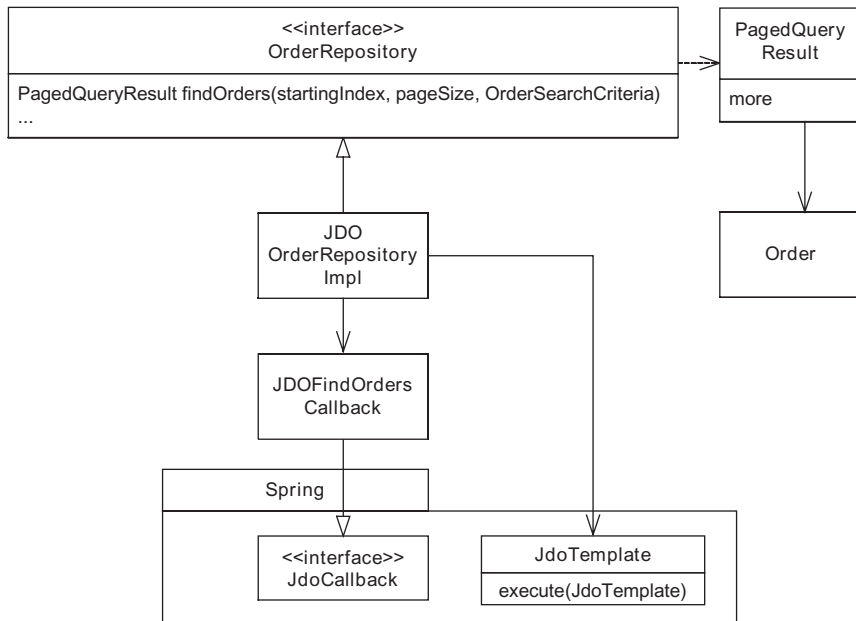 <<interface>>
OrderRepository
PagedQueryResult findOrders(startingIndex, pageSize, OrderSearchCriteria)
...
PagedQuery
Result
more
JDO
OrderRepository
Impl
Order
JDOFindOrders
Callback
Spring
<<interface>>
JdoCallback
JdoTemplate
execute(JdoTemplate)